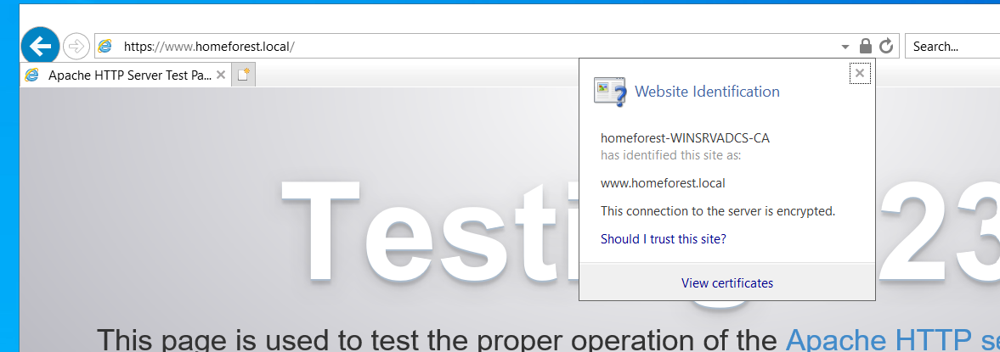 https://www.homeforest.local/
Search...
Apache HTTP Server Test Pa...
Website Identification
homeforest-WINSRVADCS-CA
has identified this site as:
www.homeforest.local
This connection to the server is encrypted.
Should I trust this site?
View certificates
Testi 23
This page is used to test the proper operation of the Apache HTTP se